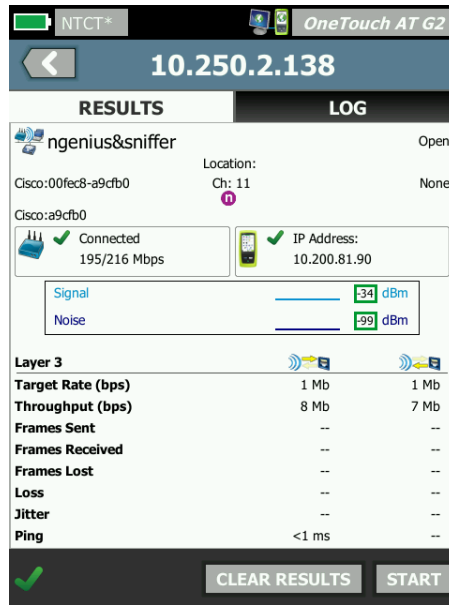 NTCT*
OneTouch AT G2
10.250.2.138
RESULTS LOG
ngenius&sniffer Open
Location:
Cisco:00fec8-a9cfb0 Ch: 11 None
n
Cisco:a9cfb0
Connected
195/216 Mbps
IP Address:
10.200.81.90
Signal -34 dBm
Noise -99 dBm
Layer 3
Target Rate (bps) 1 Mb 1 Mb
Throughput (bps) 8 Mb 7 Mb
Frames Sent -- --
Frames Received -- --
Frames Lost -- --
Loss -- --
Jitter -- --
Ping <1 ms --
CLEAR RESULTS START